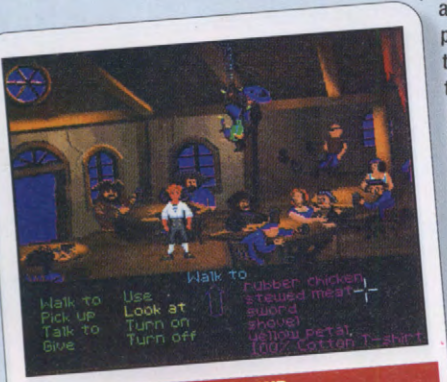 Walk to
Walk to Use
Pick up Look at
Talk to Turn on
Give Turn off
rubber chicken
stewed meat
sword
shovel
yellow petal
100% Cotton T-shirt